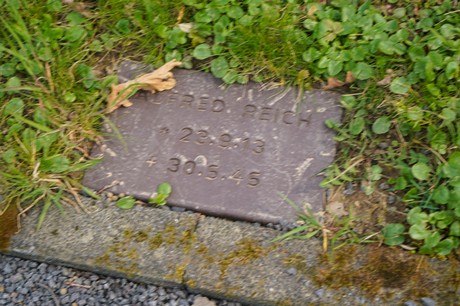 ALFRED REICH
* 23.9.13
+ 30.5.45